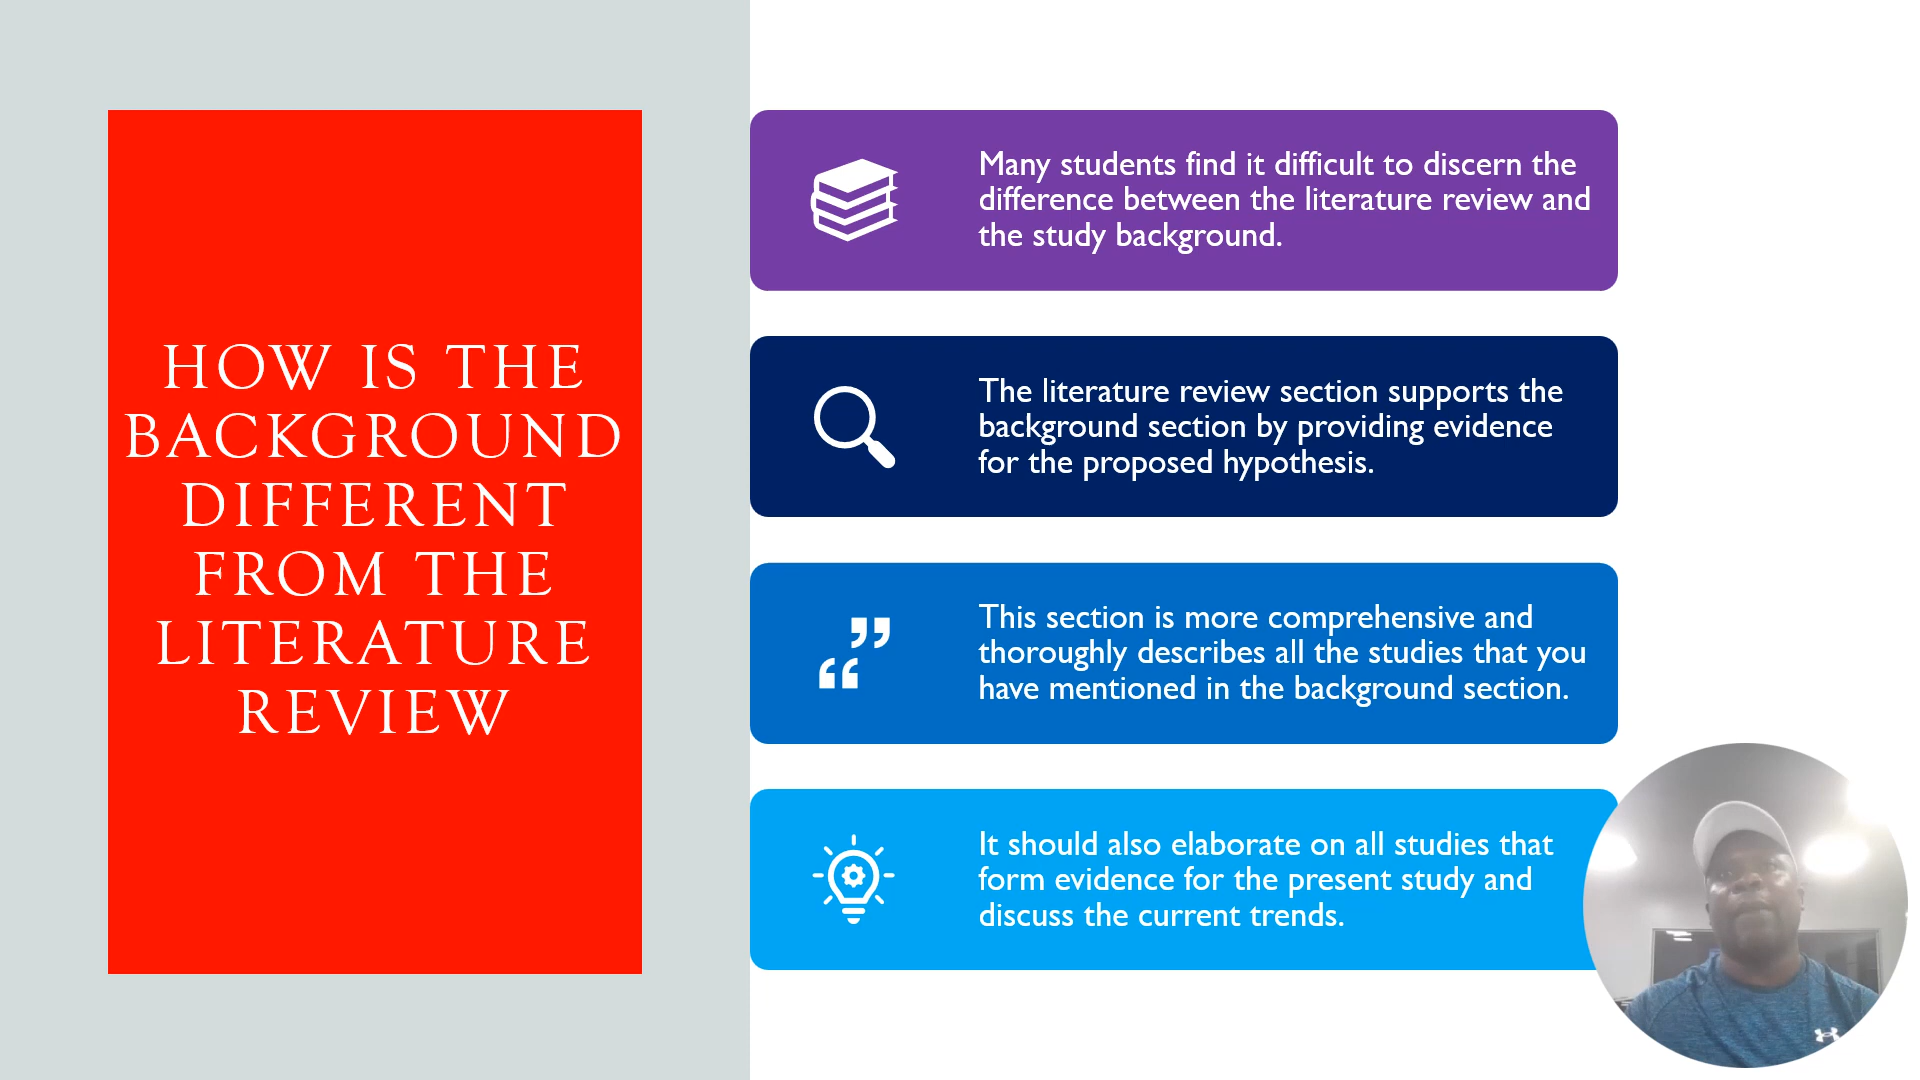 HOW IS THE
BACKGROUND
DIFFERENT
FROM THE
LITERATURE
REVIEW
Many students find it difficult to discern the
difference between the literature review and
the study background.
The literature review section supports the
background section by providing evidence
for the proposed hypothesis.
This section is more comprehensive and
thoroughly describes all the studies that you
have mentioned in the background section.
It should also elaborate on all studies that
form evidence for the present study and
discuss the current trends.